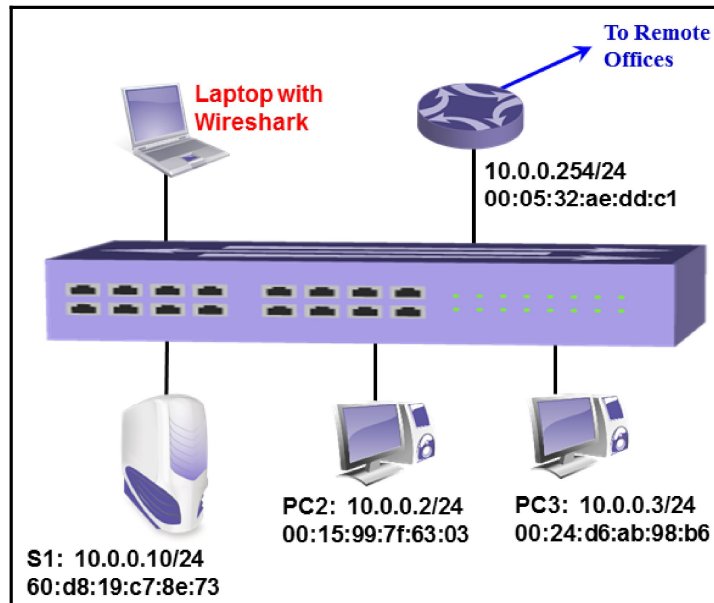 To Remote
Offices
Laptop with
Wireshark
10.0.0.254/24
00:05:32:ae:dd:c1
PC2: 10.0.0.2/24
00:15:99:7f:63:03
PC3: 10.0.0.3/24
00:24:d6:ab:98:b6
S1: 10.0.0.10/24
60:d8:19:c7:8e:73